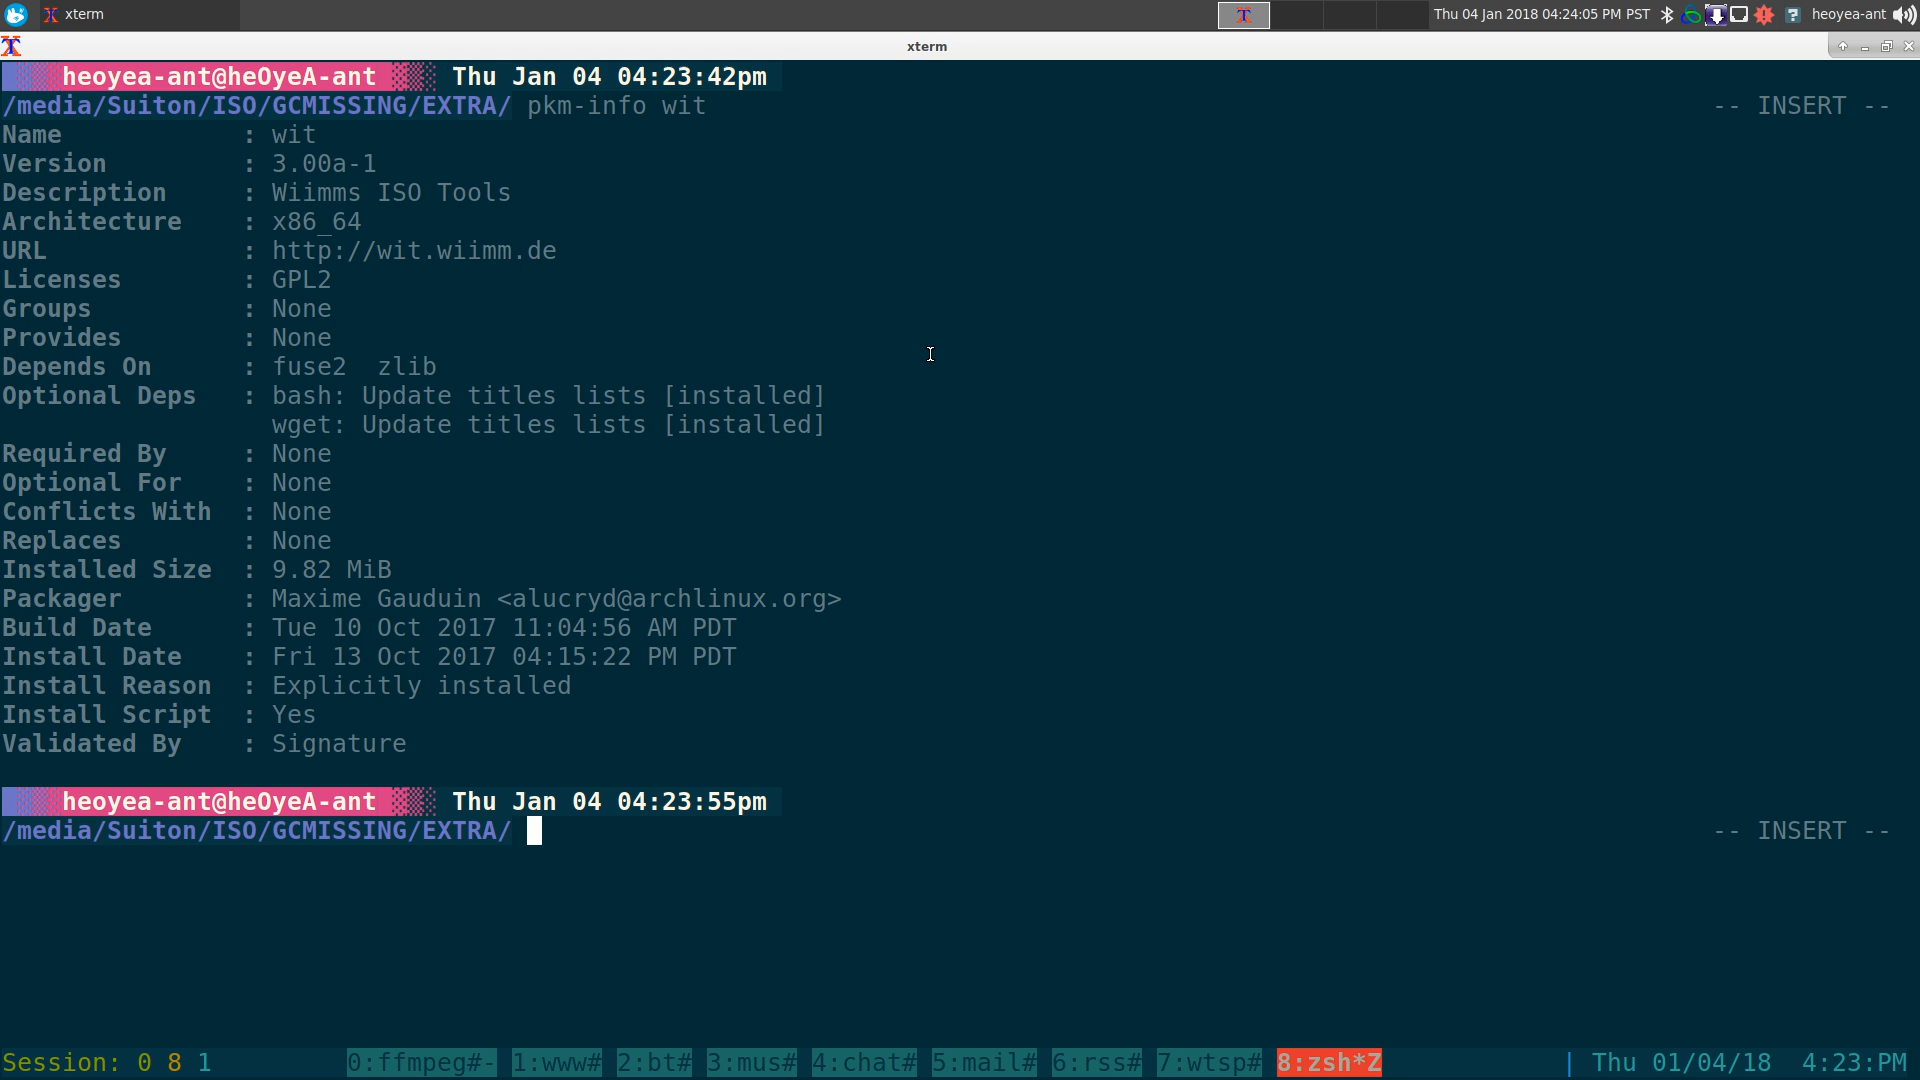 xterm
Thu 04 Jan 2018 04:24:05 PM PST
heoyea-ant
xterm
heoyea-ant@heOyeA-ant Thu Jan 04 04:23:42pm
/media/Suiton/ISO/GCMISSING/EXTRA/ pkm-info wit -- INSERT --
Name : wit
Version : 3.00a-1
Description : Wiimms ISO Tools
Architecture : x86_64
URL : http://wit.wiimm.de
Licenses : GPL2
Groups : None
Provides : None
Depends On : fuse2 zlib
Optional Deps : bash: Update titles lists [installed]
wget: Update titles lists [installed]
Required By : None
Optional For : None
Conflicts With : None
Replaces : None
Installed Size : 9.82 MiB
Packager : Maxime Gauduin <alucryd@archlinux.org>
Build Date : Tue 10 Oct 2017 11:04:56 AM PDT
Install Date : Fri 13 Oct 2017 04:15:22 PM PDT
Install Reason : Explicitly installed
Install Script : Yes
Validated By : Signature
heoyea-ant@heOyeA-ant Thu Jan 04 04:23:55pm
/media/Suiton/ISO/GCMISSING/EXTRA/ -- INSERT --
Session: 0 8 1 0:ffmpeg#- 1:www# 2:bt# 3:mus# 4:chat# 5:mail# 6:rss# 7:wtsp# 8:zsh*Z | Thu 01/04/18 4:23:PM